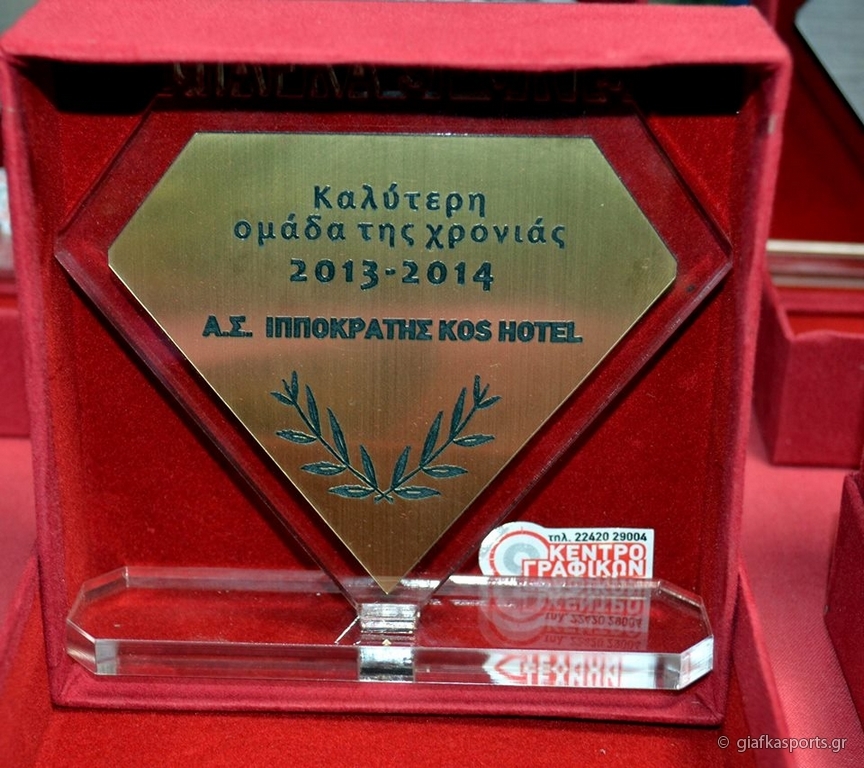 Καλύτερη
ομάδα της χρονιάς
2013-2014
Α.Σ. ΙΠΠΟΚΡΑΤΗΣ KOS HOTEL
τηλ. 22420 29004
ΚΕΝΤΡΟ
ΓΡΑΦΙΚΩΝ
© giafkasports.gr